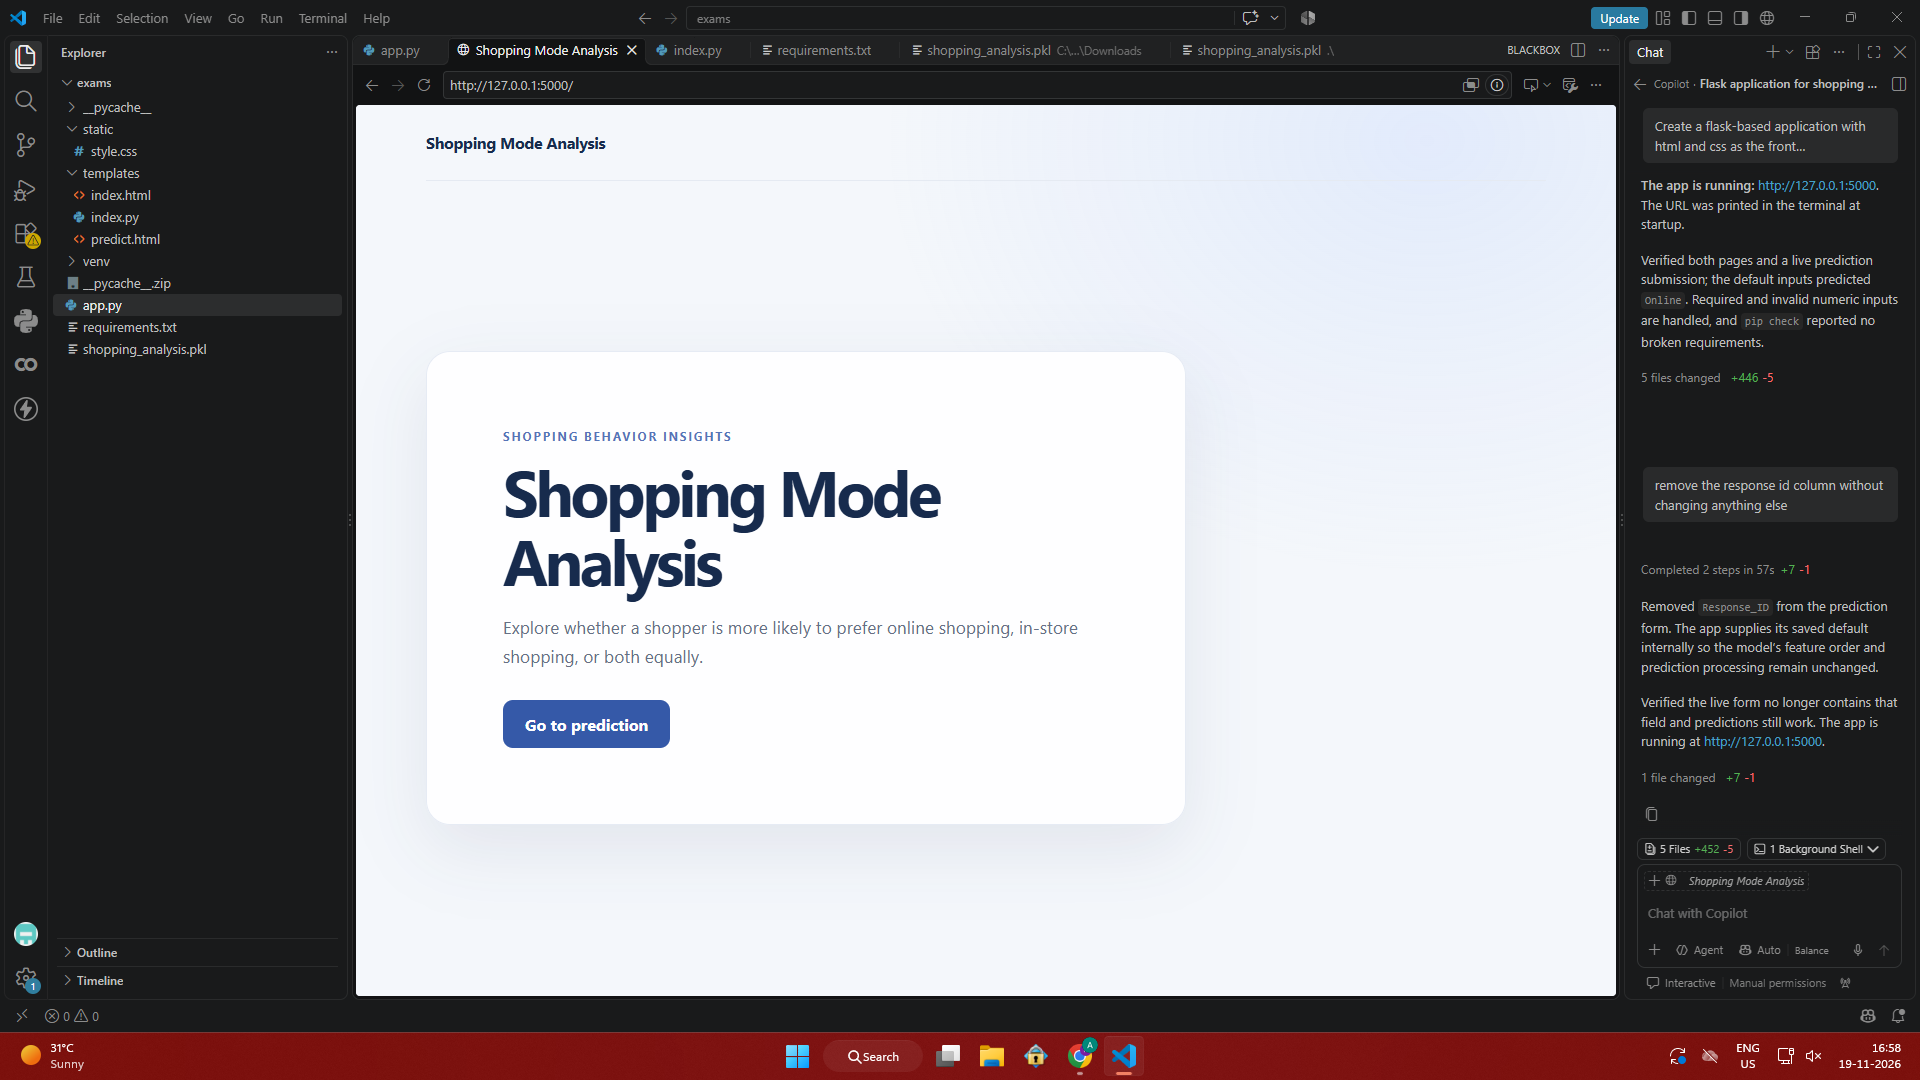 File Edit Selection View Go Run Terminal Help
exams
Update
Explorer
exams
__pycache__
static
# style.css
templates
<> index.html
index.py
<> predict.html
venv
__pycache__.zip
app.py
requirements.txt
shopping_analysis.pkl
Outline
Timeline
app.py
Shopping Mode Analysis
index.py
requirements.txt
shopping_analysis.pkl C:\...\Downloads
shopping_analysis.pkl .\
BLACKBOX
http://127.0.0.1:5000/
Shopping Mode Analysis
SHOPPING BEHAVIOR INSIGHTS
Shopping Mode
Analysis
Explore whether a shopper is more likely to prefer online shopping, in-store
shopping, or both equally.
Go to prediction
Chat
Copilot · Flask application for shopping ...
Create a flask-based application with
html and css as the front...
The app is running: http://127.0.0.1:5000.
The URL was printed in the terminal at
startup.
Verified both pages and a live prediction
submission; the default inputs predicted
Online. Required and invalid numeric inputs
are handled, and pip check reported no
broken requirements.
5 files changed +446 -5
remove the response id column without
changing anything else
Completed 2 steps in 57s +7 -1
Removed Response_ID from the prediction
form. The app supplies its saved default
internally so the model's feature order and
prediction processing remain unchanged.
Verified the live form no longer contains that
field and predictions still work. The app is
running at http://127.0.0.1:5000.
1 file changed +7 -1
5 Files +452 -5
1 Background Shell
Shopping Mode Analysis
Chat with Copilot
Agent Auto Balance
Interactive Manual permissions
1
0 0
31°C
Sunny
Search
A
ENG
US
16:58
19-11-2026